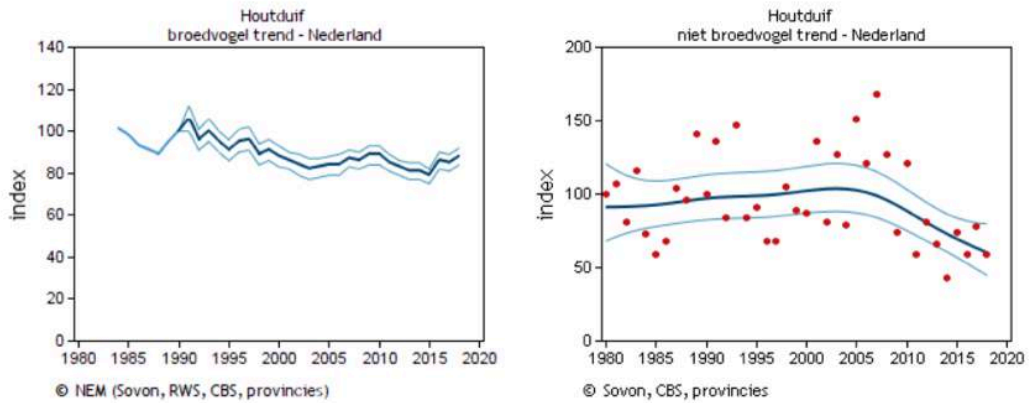 Houtduif
broedvogel trend - Nederland
140
120
100
80
60
40
20
0
index
1980 1985 1990 1995 2000 2005 2010 2015 2020
© NEM (Sovon, RWS, CBS, provincies)
Houtduif
niet broedvogel trend - Nederland
200
150
100
50
0
index
1980 1985 1990 1995 2000 2005 2010 2015 2020
© Sovon, CBS, provincies